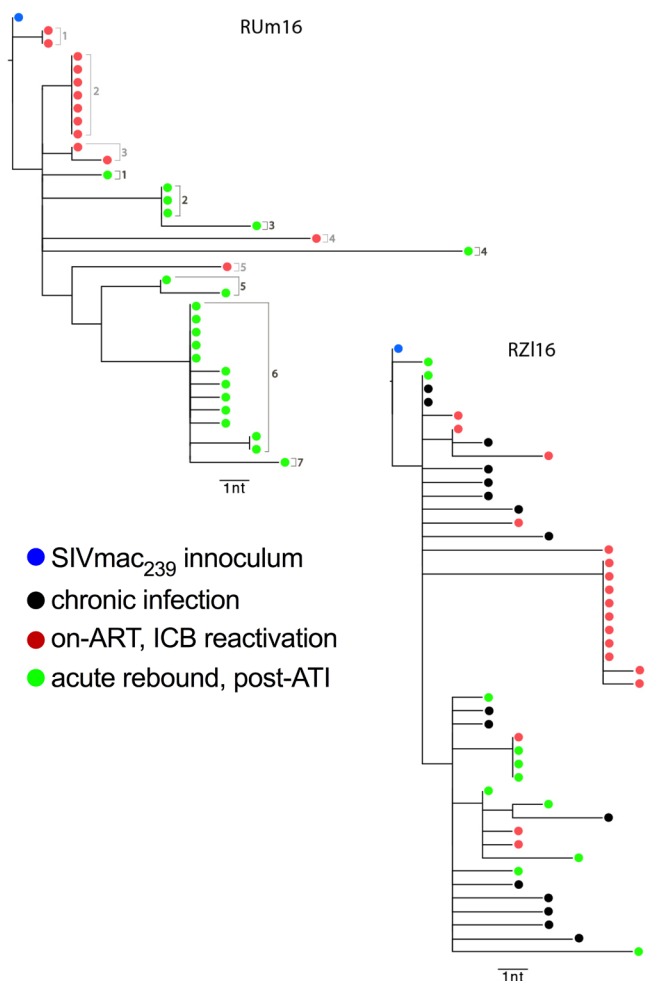 RUm16
1
2
3
1
2
3
4
4
5
5
6
7
1nt
RZl16
SIVmac239 innoculum
chronic infection
on-ART, ICB reactivation
acute rebound, post-ATI
1nt